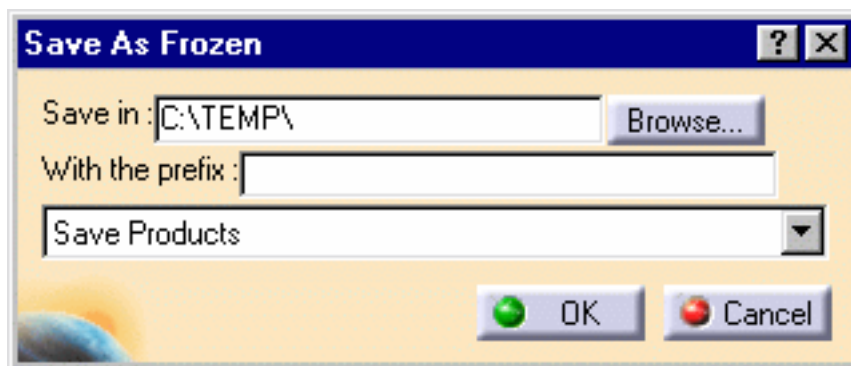 Save As Frozen
Save in : C:\TEMP\ Browse...
With the prefix :
Save Products
OK Cancel